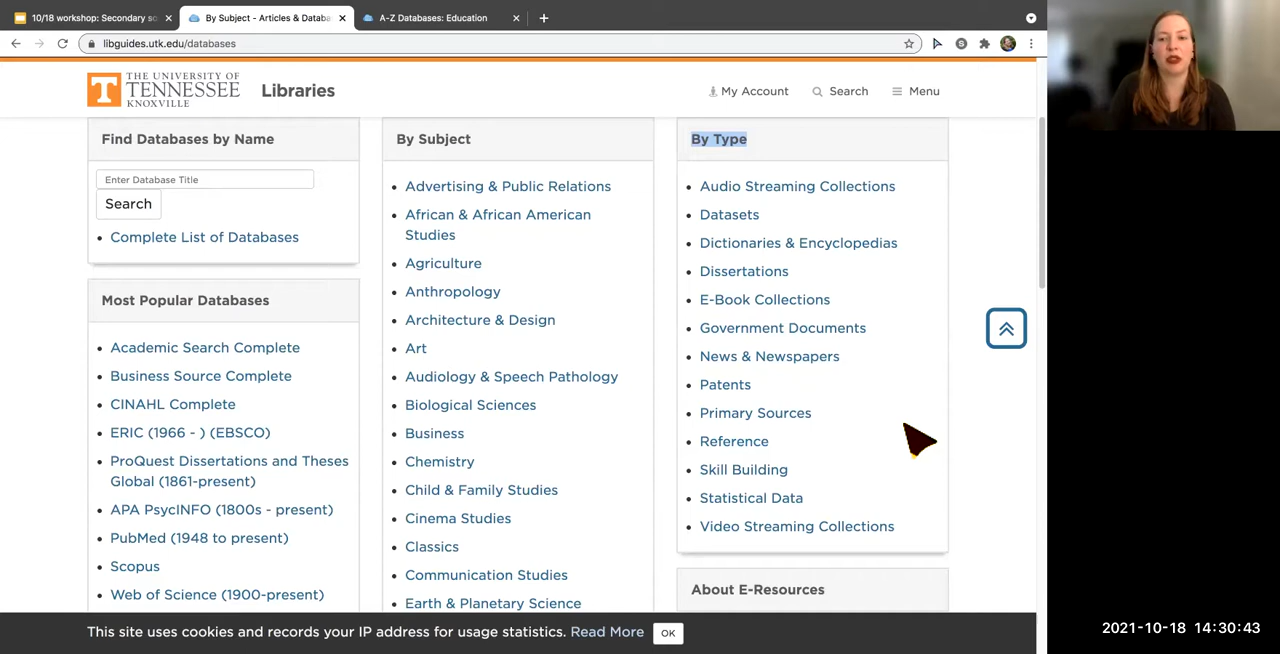 10/18 workshop: Secondary so
By Subject - Articles & Databa
A-Z Databases: Education
libguides.utk.edu/databases
THE UNIVERSITY OF
TENNESSEE
KNOXVILLE
Libraries
My Account
Search
Menu
Find Databases by Name
Enter Database Title
Search
Complete List of Databases
Most Popular Databases
Academic Search Complete
Business Source Complete
CINAHL Complete
ERIC (1966 - ) (EBSCO)
ProQuest Dissertations and Theses
Global (1861-present)
APA PsycINFO (1800s - present)
PubMed (1948 to present)
Scopus
Web of Science (1900-present)
By Subject
Advertising & Public Relations
African & African American
Studies
Agriculture
Anthropology
Architecture & Design
Art
Audiology & Speech Pathology
Biological Sciences
Business
Chemistry
Child & Family Studies
Cinema Studies
Classics
Communication Studies
Earth & Planetary Science
By Type
Audio Streaming Collections
Datasets
Dictionaries & Encyclopedias
Dissertations
E-Book Collections
Government Documents
News & Newspapers
Patents
Primary Sources
Reference
Skill Building
Statistical Data
Video Streaming Collections
About E-Resources
This site uses cookies and records your IP address for usage statistics. Read More OK
2021-10-18 14:30:43